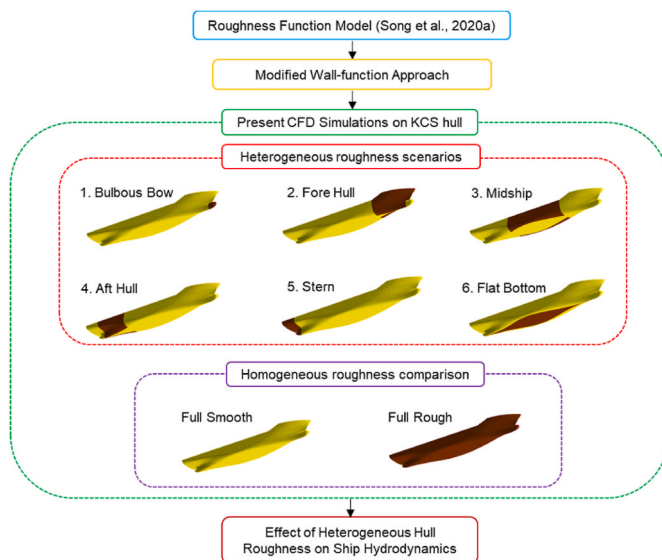 Roughness Function Model (Song et al., 2020a)
Modified Wall-function Approach
Present CFD Simulations on KCS hull
Heterogeneous roughness scenarios
1. Bulbous Bow
2. Fore Hull
3. Midship
4. Aft Hull
5. Stern
6. Flat Bottom
Homogeneous roughness comparison
Full Smooth
Full Rough
Effect of Heterogeneous Hull
Roughness on Ship Hydrodynamics